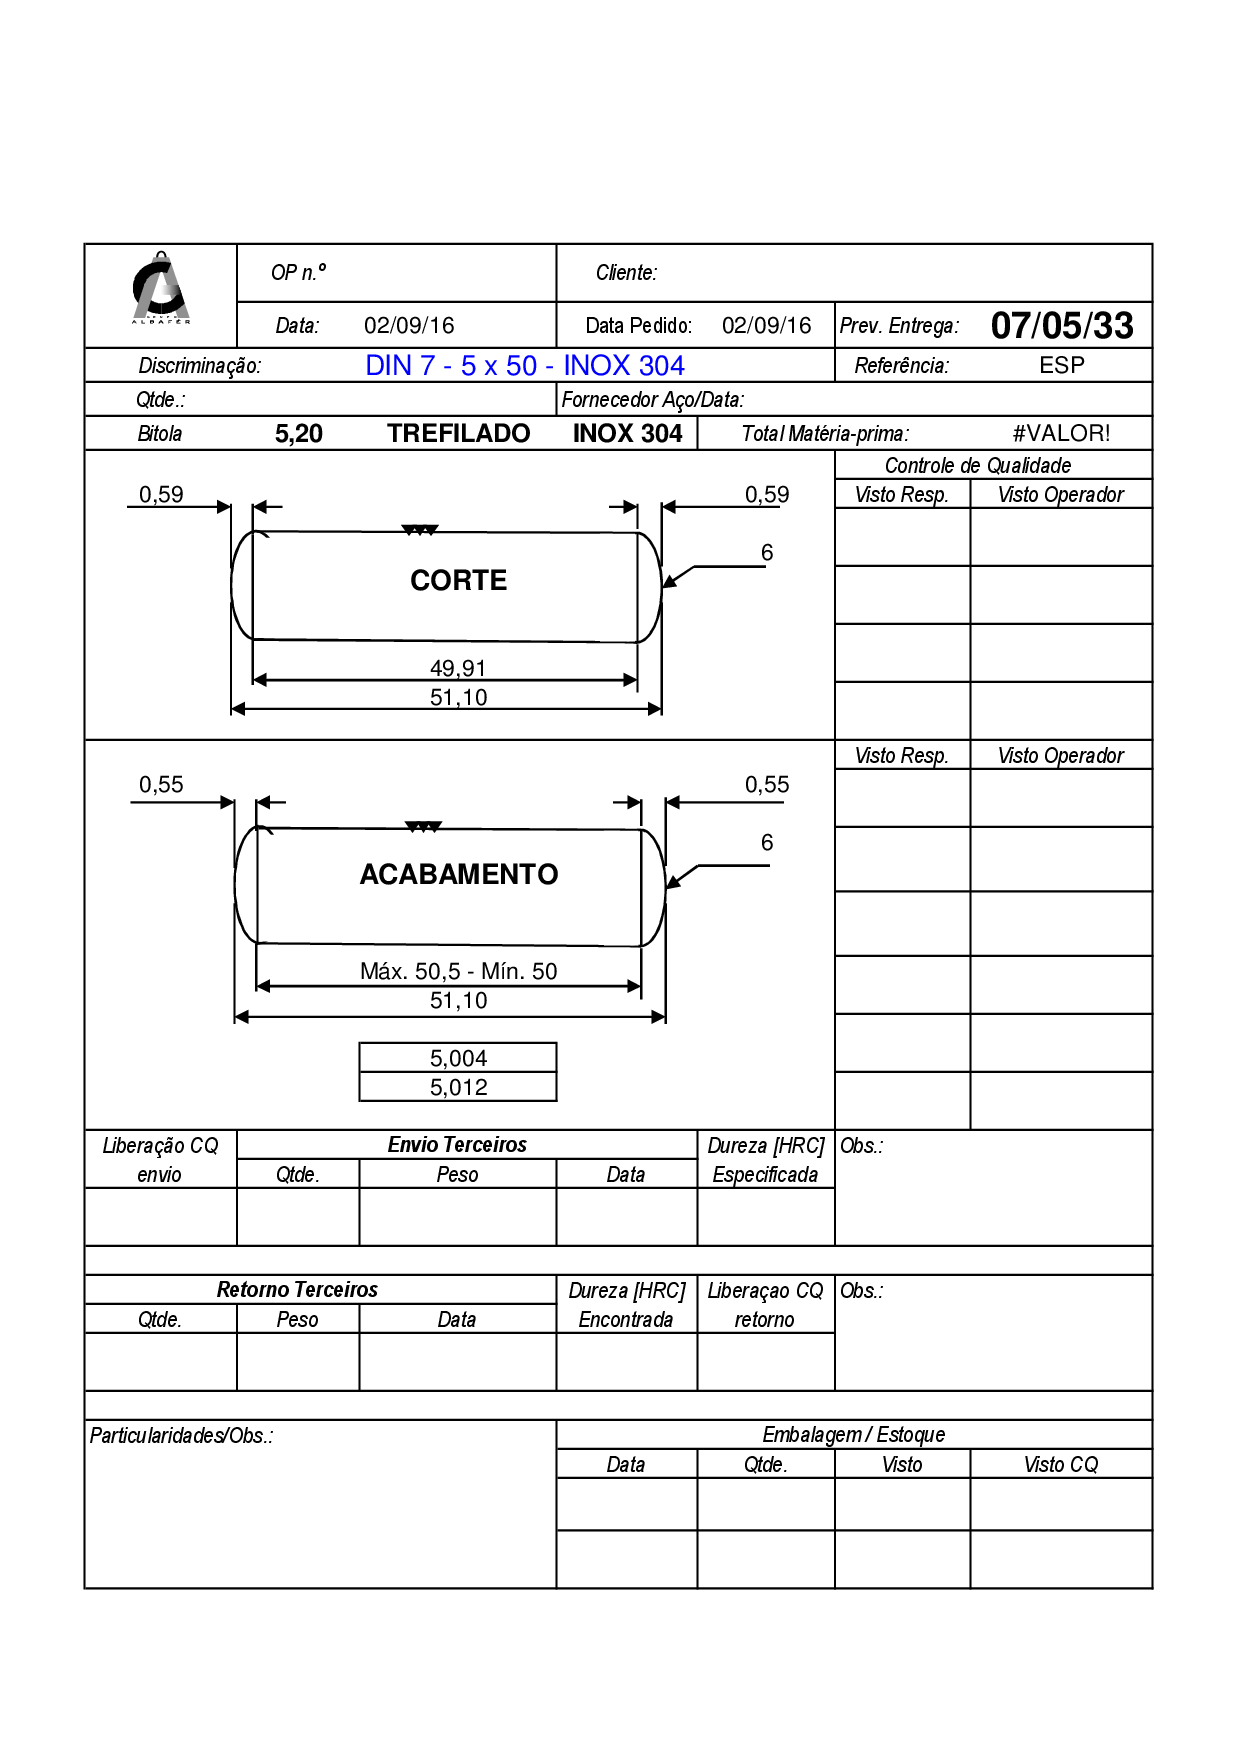 GRUPO
ALBAFER
OP n.º
Cliente:
Data: 02/09/16 Data Pedido: 02/09/16 Prev. Entrega: 07/05/33
Discriminação: DIN 7 - 5 x 50 - INOX 304 Referência: ESP
Qtde.: Fornecedor Aço/Data:
Bitola 5,20 TREFILADO INOX 304 Total Matéria-prima: #VALOR!
Controle de Qualidade
Visto Resp. Visto Operador
0,59 0,59
6
CORTE
49,91
51,10
Visto Resp. Visto Operador
0,55 0,55
6
ACABAMENTO
Máx. 50,5 - Mín. 50
51,10
5,004
5,012
Liberação CQ envio Envio Terceiros Dureza [HRC] Especificada Obs.:
Qtde. Peso Data
Retorno Terceiros Dureza [HRC] Encontrada Liberaçao CQ retorno Obs.:
Qtde. Peso Data
Particularidades/Obs.: Embalagem / Estoque
Data Qtde. Visto Visto CQ